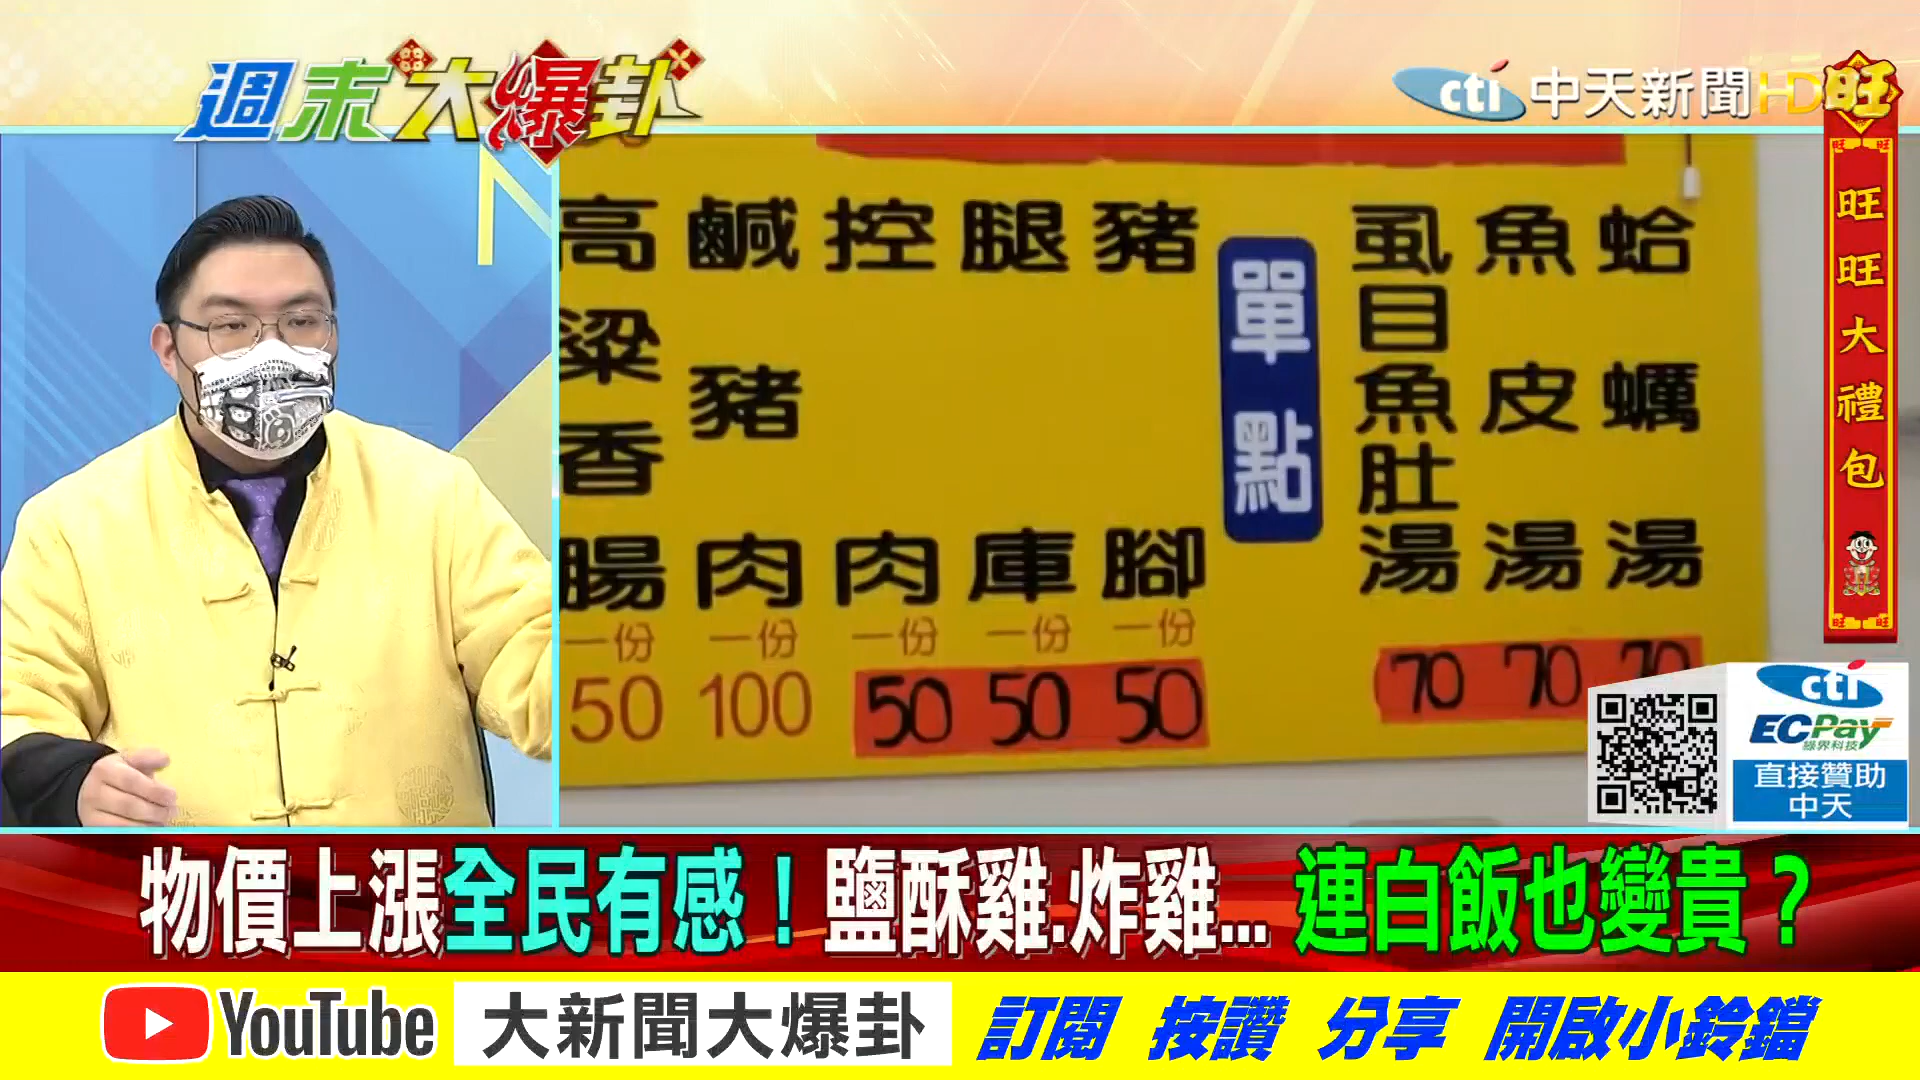 週末大爆卦
cti 中天新聞HD
旺
旺旺大禮包
高粱香腸 一份 50
鹹豬肉 一份 100
控肉 一份 50
腿庫 一份 50
豬腳 一份 50
單點
虱目魚肚湯 70
魚皮湯 70
蛤蠣湯 70
cti
ECPay
綠界科技
直接贊助
中天
物價上漲全民有感！鹽酥雞.炸雞... 連白飯也變貴？
YouTube 大新聞大爆卦 訂閱 按讚 分享 開啟小鈴鐺